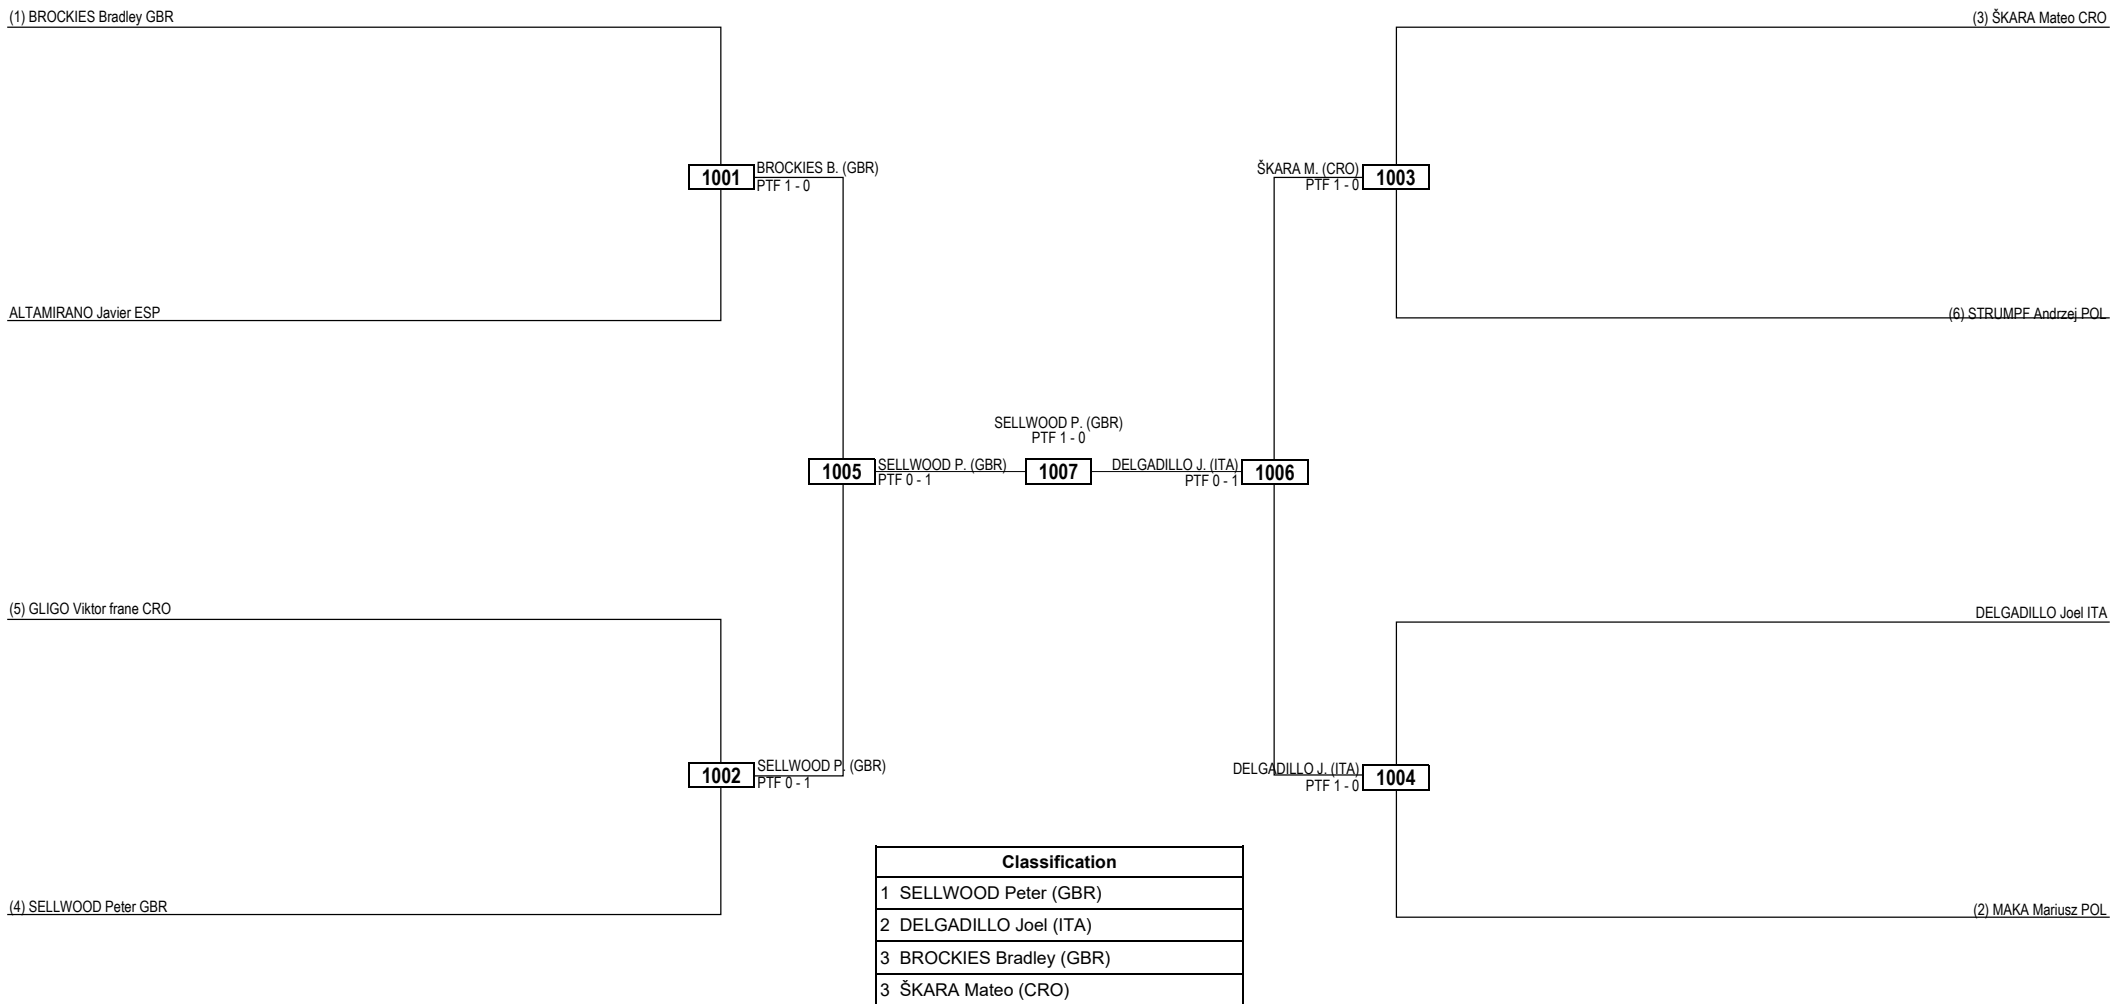 (1) BROCKIES Bradley GBR
(3) ŠKARA Mateo CRO
1001
BROCKIES B. (GBR)
PTF 1 - 0
ŠKARA M. (CRO)
PTF 1 - 0
1003
ALTAMIRANO Javier ESP
(6) STRUMPF Andrzej POL
SELLWOOD P. (GBR)
PTF 1 - 0
1005
SELLWOOD P. (GBR)
PTF 0 - 1
1007
DELGADILLO J. (ITA)
PTF 0 - 1
1006
(5) GLIGO Viktor frane CRO
DELGADILLO Joel ITA
1002
SELLWOOD P. (GBR)
PTF 0 - 1
DELGADILLO J. (ITA)
PTF 1 - 0
1004
(4) SELLWOOD Peter GBR
(2) MAKA Mariusz POL
Classification
1 SELLWOOD Peter (GBR)
2 DELGADILLO Joel (ITA)
3 BROCKIES Bradley (GBR)
3 ŠKARA Mateo (CRO)